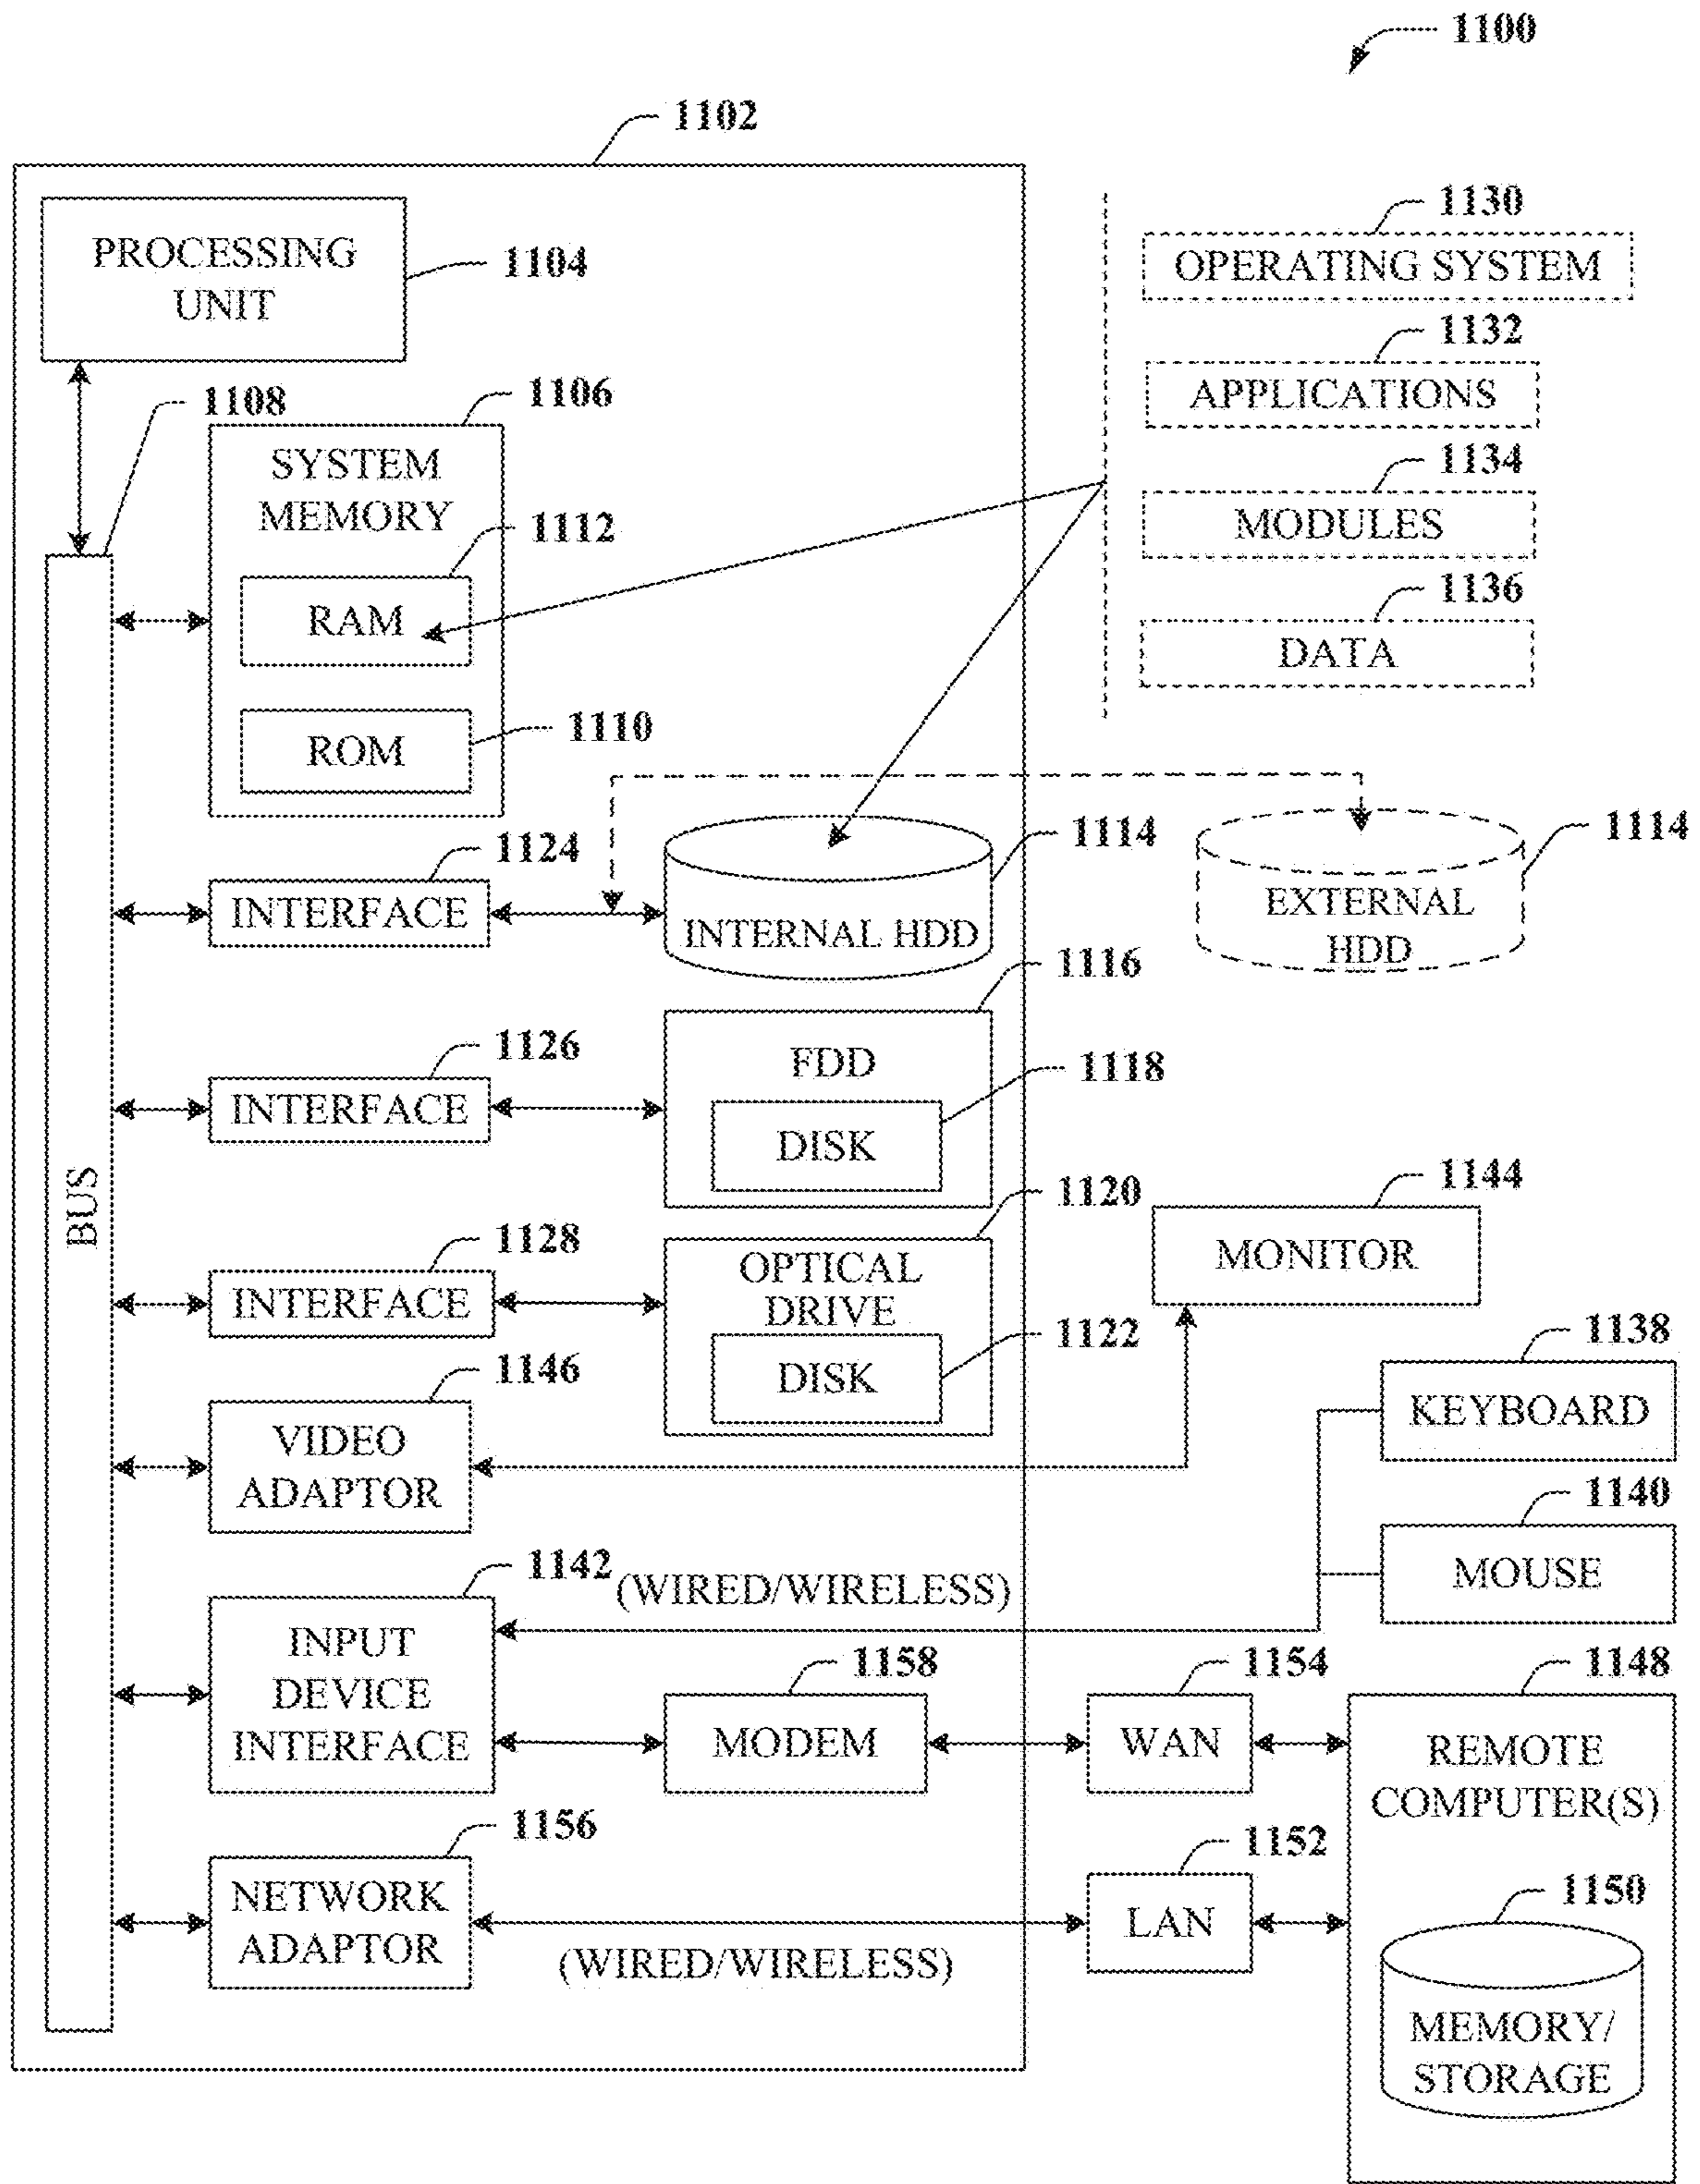 1100
1102
PROCESSING
UNIT
1104
1130
OPERATING SYSTEM
1132
APPLICATIONS
1134
MODULES
1136
DATA
1108
1106
SYSTEM
MEMORY
1112
RAM
1110
ROM
BUS
1124
INTERFACE
1114
INTERNAL HDD
1114
EXTERNAL
HDD
1126
INTERFACE
1116
FDD
1118
DISK
1128
INTERFACE
1120
OPTICAL
DRIVE
1122
DISK
1144
MONITOR
1146
VIDEO
ADAPTOR
1138
KEYBOARD
1140
MOUSE
1142
(WIRED/WIRELESS)
INPUT
DEVICE
INTERFACE
1158
MODEM
1154
WAN
1148
REMOTE
COMPUTER(S)
1156
NETWORK
ADAPTOR
(WIRED/WIRELESS)
1152
LAN
1150
MEMORY/
STORAGE